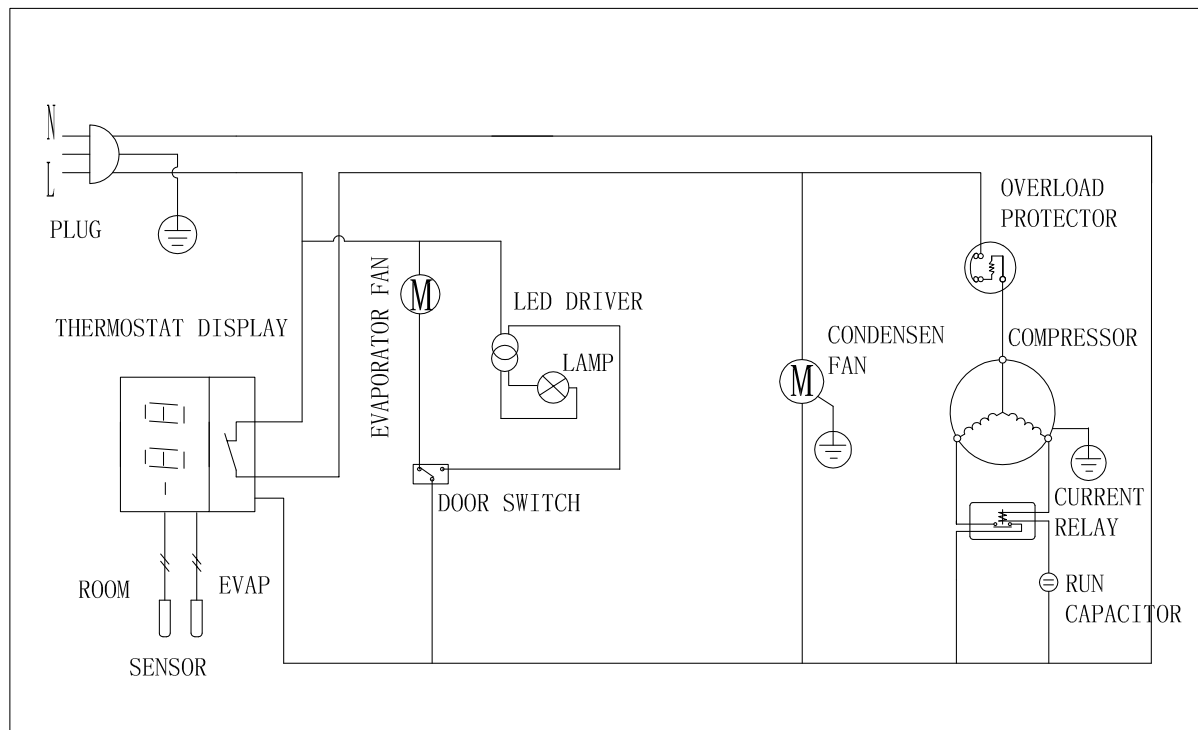 N
L
PLUG
OVERLOAD
PROTECTOR
EVAPORATOR FAN
M
LED DRIVER
THERMOSTAT DISPLAY
LAMP
CONDENSEN
FAN
M
COMPRESSOR
DOOR SWITCH
CURRENT
RELAY
ROOM
EVAP
RUN
CAPACITOR
SENSOR